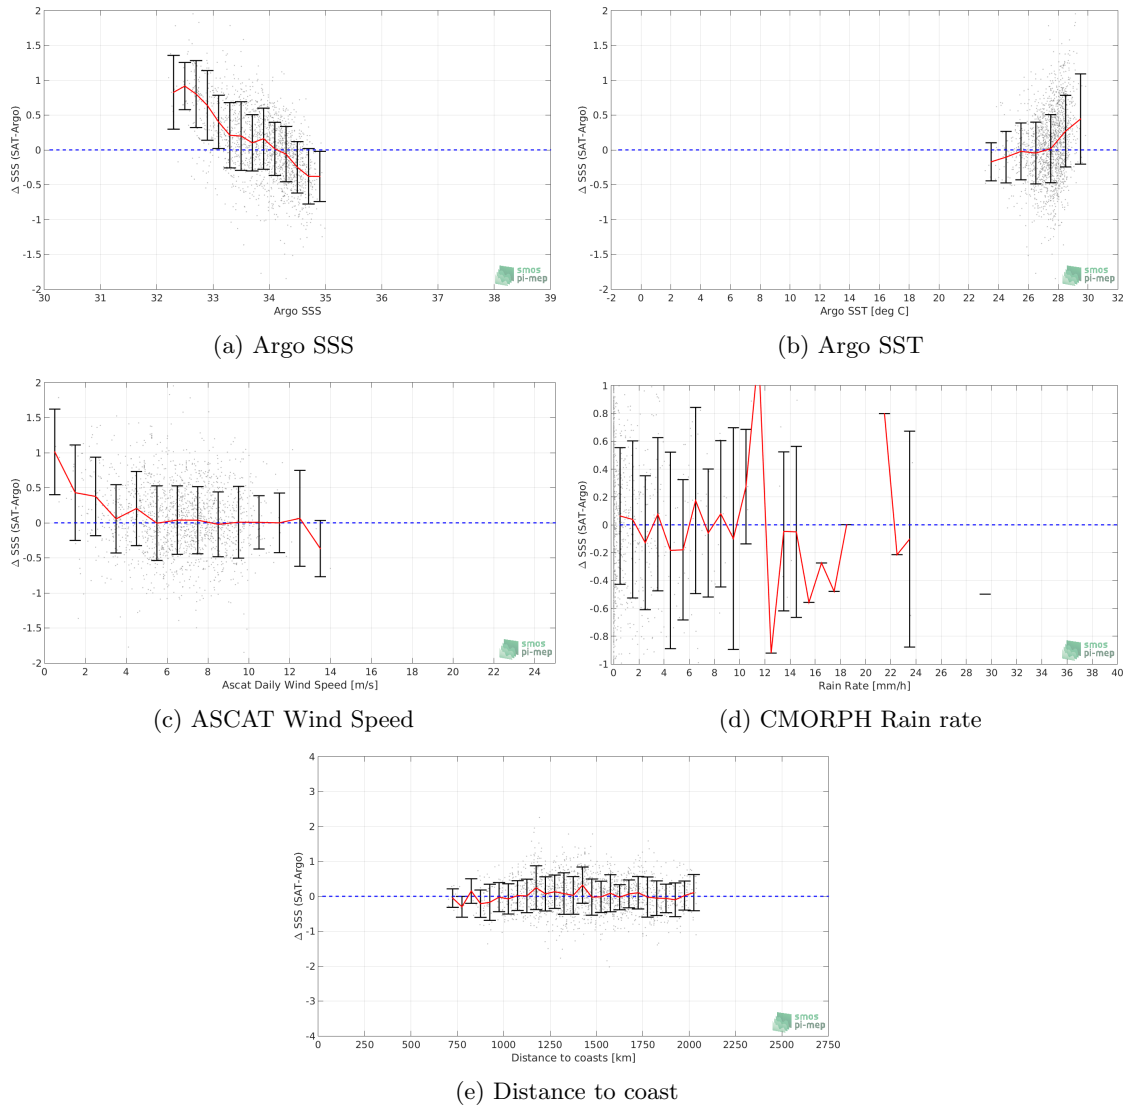 2
1.5
1
0.5
0
-0.5
-1
-1.5
-2
Δ SSS (SAT-Argo)
30 31 32 33 34 35 36 37 38 39
Argo SSS
smos
pi-mep
(a) Argo SSS
2
1.5
1
0.5
0
-0.5
-1
-1.5
-2
Δ SSS (SAT-Argo)
-2 0 2 4 6 8 10 12 14 16 18 20 22 24 26 28 30 32
Argo SST [deg C]
smos
pi-mep
(b) Argo SST
2
1.5
1
0.5
0
-0.5
-1
-1.5
-2
Δ SSS (SAT-Argo)
0 2 4 6 8 10 12 14 16 18 20 22 24
Ascat Daily Wind Speed [m/s]
smos
pi-mep
(c) ASCAT Wind Speed
1
0.8
0.6
0.4
0.2
0
-0.2
-0.4
-0.6
-0.8
-1
Δ SSS (SAT-Argo)
0 2 4 6 8 10 12 14 16 18 20 22 24 26 28 30 32 34 36 38 40
Rain Rate [mm/h]
smos
pi-mep
(d) CMORPH Rain rate
4
3
2
1
0
-1
-2
-3
-4
Δ SSS (SAT-Argo)
0 250 500 750 1000 1250 1500 1750 2000 2250 2500 2750
Distance to coasts [km]
smos
pi-mep
(e) Distance to coast